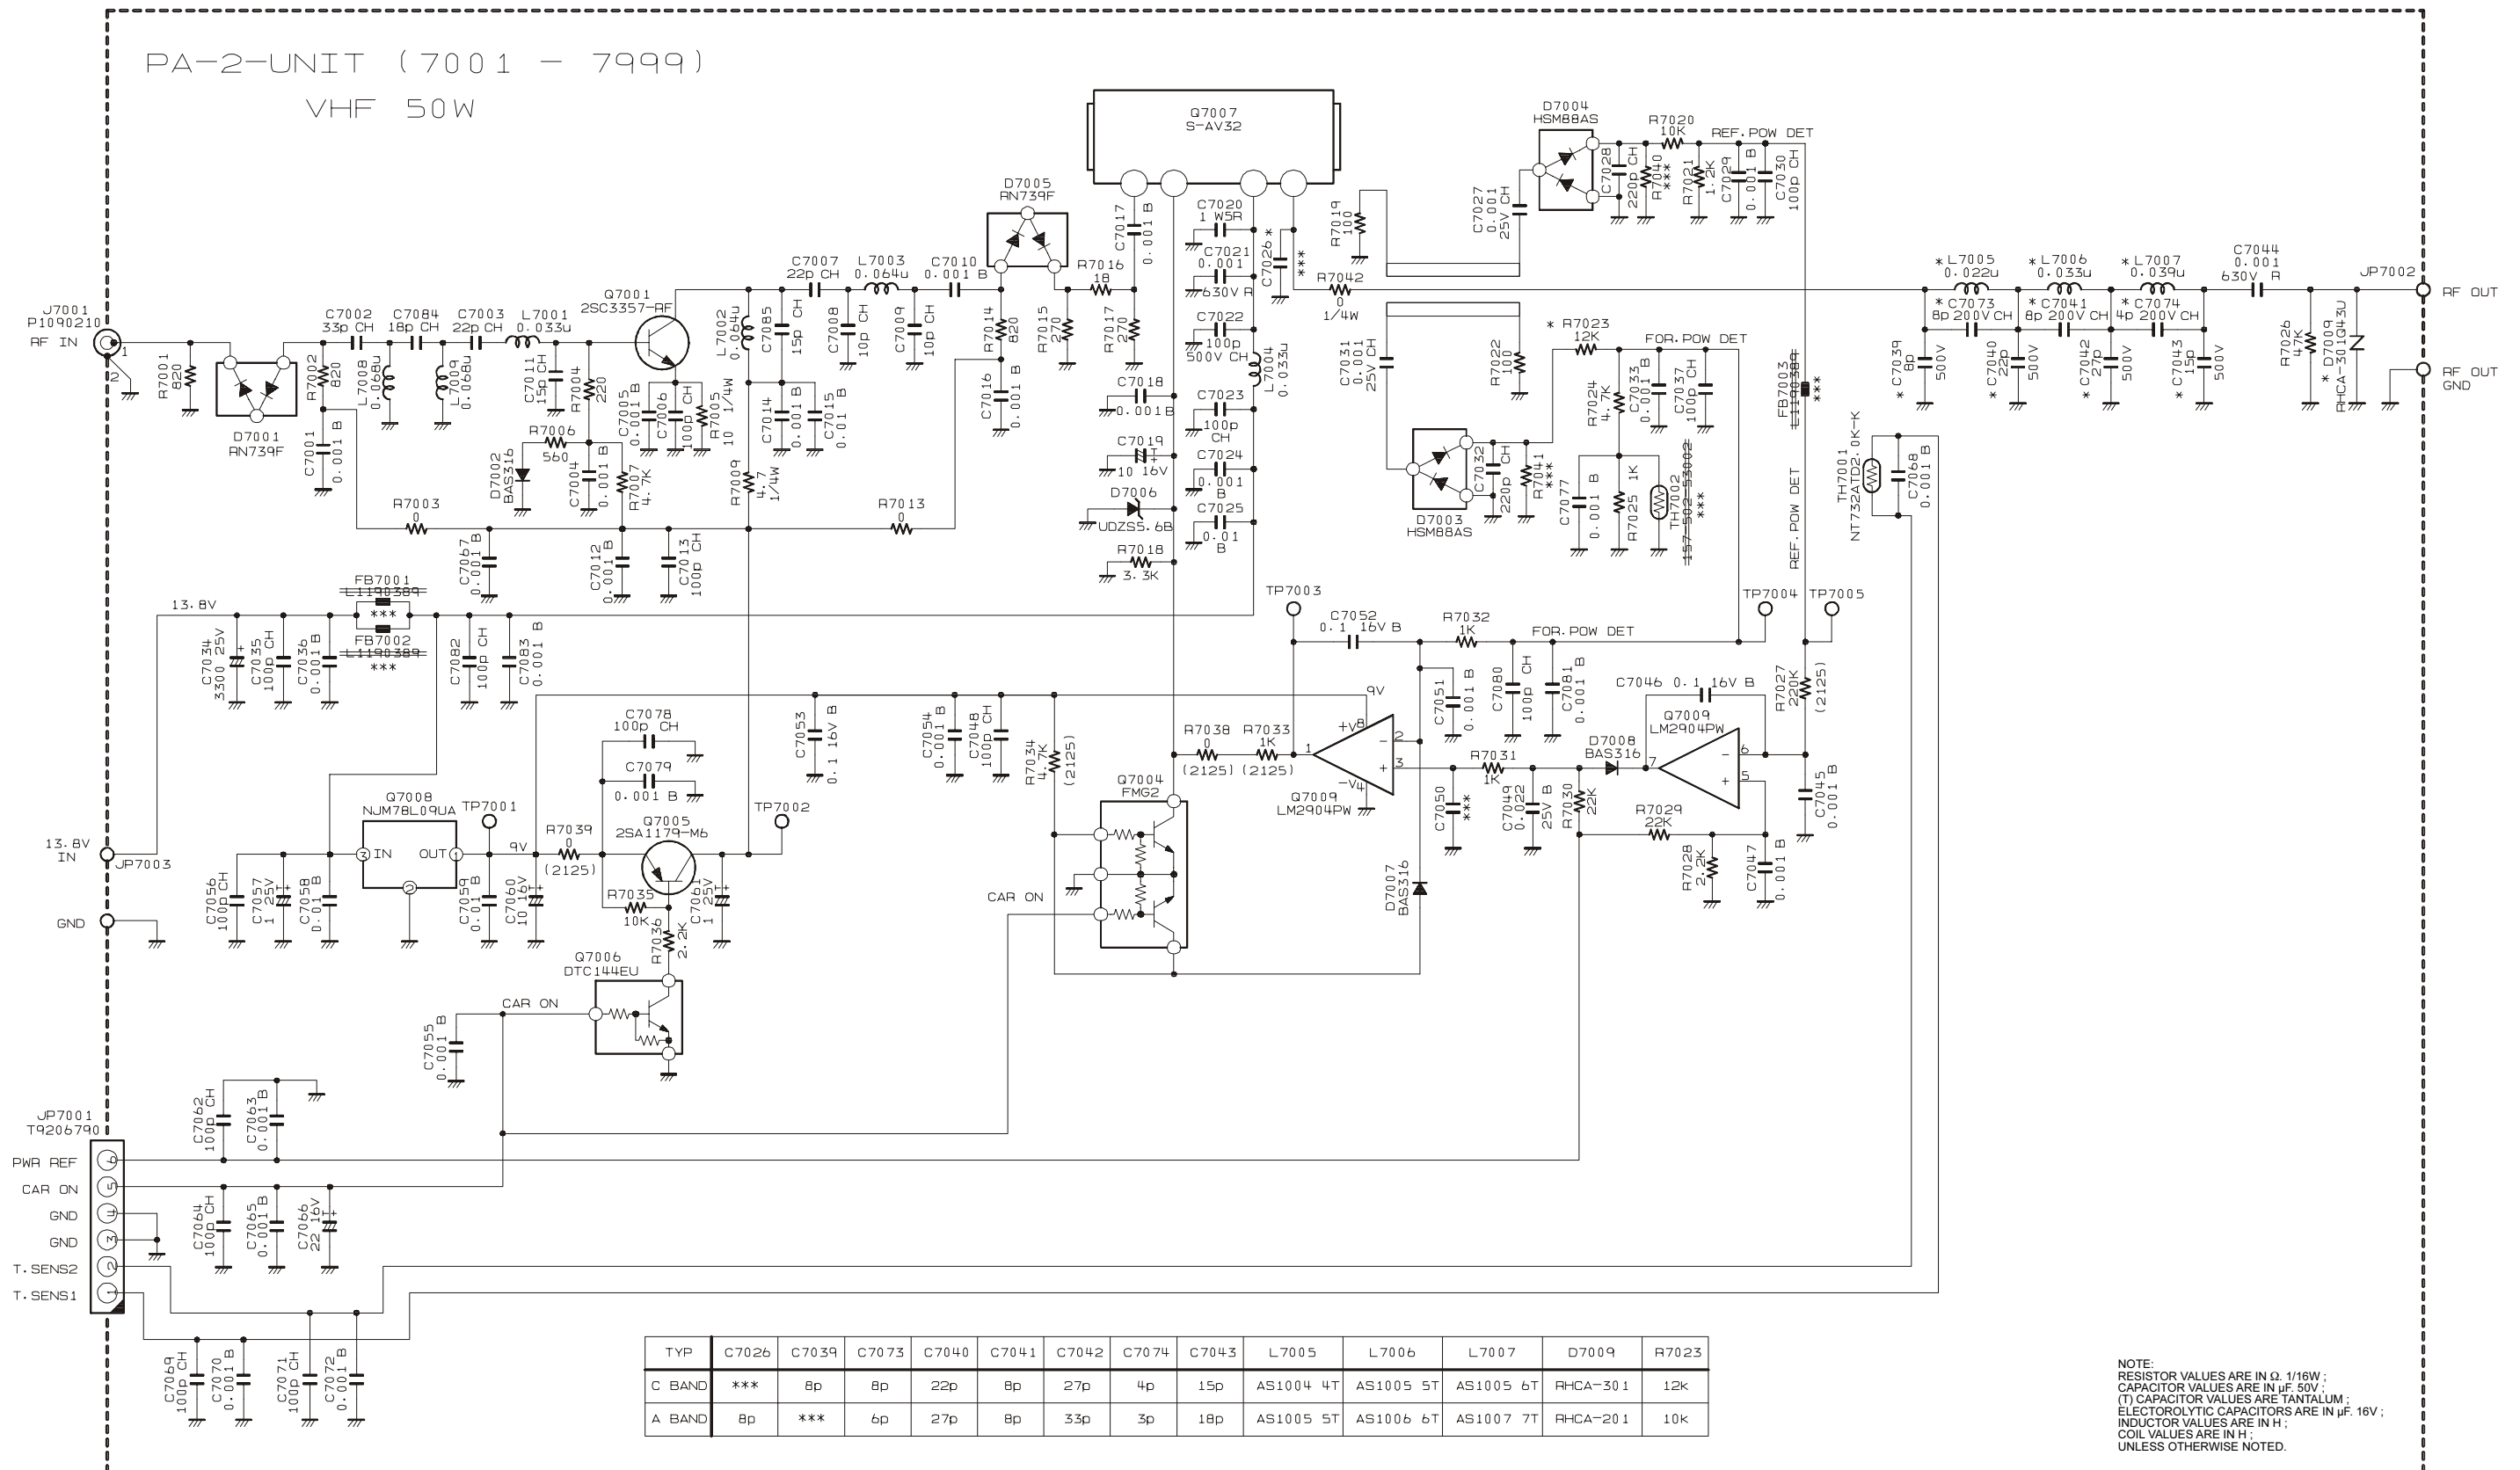 PA-2-UNIT (7001 - 7999)
VHF 50W
Q7007
S-AV32
D7004
HSM88AS
R7020
10K
REF.POW DET
C7028
220p CH
R7040
***
R7021
1.2K
C7029
0.001 B
C7030
100p CH
D7005
RN739F
C7017
0.001 B
C7020
1 W5R
C7021
0.001
630V R
C7026 *
***
R7019
100
C7027
0.001
25V CH
R7042
0
1/4W
C7022
100p
500V CH
L7004
0.033u
J7001
P1090210
RF IN
1
2
R7001
820
D7001
RN739F
R7002
820
C7001
0.001 B
C7002
33p CH
L7008
0.068u
C7084
18p CH
L7009
0.068u
C7003
22p CH
L7001
0.033u
C7011
15p CH
R7004
220
Q7001
2SC3357-RF
C7005
0.001 B
C7006
100p CH
R7005
10 1/4W
L7002
0.064u
C7085
15p CH
C7007
22p CH
C7008
10p CH
L7003
0.064u
C7009
10p CH
C7010
0.001 B
R7014
820
C7016
0.001 B
R7015
270
R7016
18
R7017
270
C7014
0.001 B
C7015
0.01 B
R7009
4.7
1/4W
R7006
560
D7002
BAS316
C7004
0.001 B
R7007
4.7K
R7003
0
R7013
0
C7067
0.001 B
C7012
0.001 B
C7013
100p CH
C7018
0.001B
C7019
10 16V
D7006
UDZS5.6B
R7018
3.3K
C7023
100p
CH
C7024
0.001
B
C7025
0.01
B
C7031
0.001
25V CH
R7022
100
D7003
HSM88AS
C7032
220p CH
R7041
***
* R7023
12K
FOR.POW DET
R7024
4.7K
C7033
0.001 B
C7037
100p CH
C7077
0.001 B
R7025 1K
TH7002
***
157-502-53002
FB7003
L1190389
***
REF.POW DET
TH7001
NT732ATD2.0K-K
C7068
0.001 B
* L7005
0.022u
* C7073
8p 200V CH
* L7006
0.033u
* C7041
8p 200V CH
* L7007
0.039u
* C7074
4p 200V CH
* C7039
8p
500V
* C7040
22p
500V
* C7042
27p
500V
* C7043
15p
500V
C7044
0.001
630V R
R7026
47K
* D7009
RHCA-301Q43U
JP7002
RF OUT
RF OUT
GND
13.8V
FB7001
L1190389
***
FB7002
L1190389
***
C7034
3300 25V
C7035
100p CH
C7036
0.001 B
C7082
100p CH
C7083
0.001 B
TP7003
C7052
0.1 16V B
R7032
1K
FOR.POW DET
TP7004
TP7005
C7051
0.001 B
C7080
100p CH
C7081
0.001 B
C7046 0.1 16V B
R7027
220K
(2125)
Q7009
LM2904PW
7
6
5
-
+
D7008
BAS316
C7045
0.001 B
R7031
1K
C7050
***
C7049
0.022
25V B
R7030
22K
R7029
22K
R7028
2.2K
C7047
0.001 B
9V
+V
8
-V
4
1
2
3
-
+
Q7009
LM2904PW
R7038
0
(2125)
R7033
1K
(2125)
R7034
4.7K
(2125)
Q7004
FMG2
D7007
BAS316
C7053
0.1 16V B
C7054
0.001 B
C7048
100p CH
C7078
100p CH
C7079
0.001 B
Q7008
NJM78L09UA
3 IN
OUT 1
2
TP7001
9V
R7039
0
(2125)
Q7005
2SA1179-M6
TP7002
R7035
10K
R7036
2.2K
C7061
1 25V
13.8V
IN
JP7003
GND
C7056
100p CH
C7057
1 25V
C7058
0.01 B
C7059
0.01 B
C7060
10 16V
Q7006
DTC144EU
CAR ON
CAR ON
C7055
0.001 B
JP7001
T9206790
C7062
100p CH
C7063
0.001 B
PWR REF
6
CAR ON
5
GND
4
GND
3
T.SENS2
2
T.SENS1
1
C7064
100p CH
C7065
0.001 B
C7066
22 16V
C7069
100p CH
C7070
0.001 B
C7071
100p CH
C7072
0.001 B
TYP C7026 C7039 C7073 C7040 C7041 C7042 C7074 C7043 L7005 L7006 L7007 D7009 R7023
C BAND *** 8p 8p 22p 8p 27p 4p 15p AS1004 4T AS1005 5T AS1005 6T RHCA-301 12k
A BAND 8p *** 6p 27p 8p 33p 3p 18p AS1005 5T AS1006 6T AS1007 7T RHCA-201 10k
NOTE:
RESISTOR VALUES ARE IN Ω. 1/16W ;
CAPACITOR VALUES ARE IN µF. 50V ;
(T) CAPACITOR VALUES ARE TANTALUM ;
ELECTOROLYTIC CAPACITORS ARE IN µF. 16V ;
INDUCTOR VALUES ARE IN H ;
COIL VALUES ARE IN H ;
UNLESS OTHERWISE NOTED.